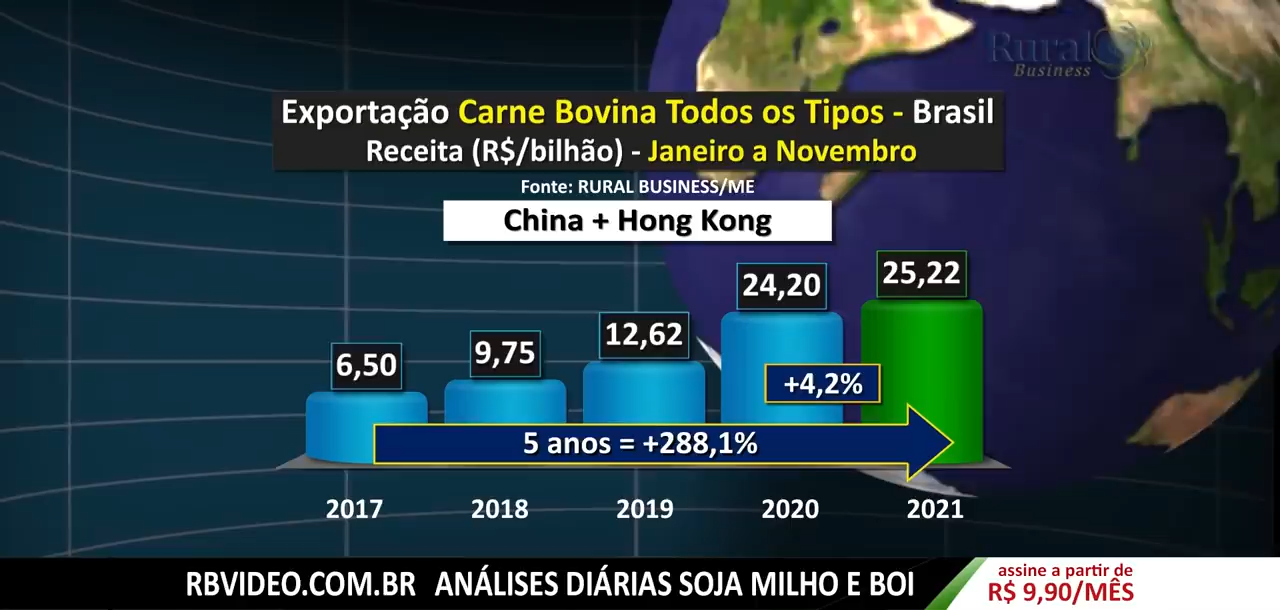 Rural
Business
Exportação Carne Bovina Todos os Tipos - Brasil
Receita (R$/bilhão) - Janeiro a Novembro
Fonte: RURAL BUSINESS/ME
China + Hong Kong
6,50
9,75
12,62
24,20
25,22
+4,2%
5 anos = +288,1%
2017 2018 2019 2020 2021
RBVIDEO.COM.BR ANÁLISES DIÁRIAS SOJA MILHO E BOI
assine a partir de
R$ 9,90/MÊS